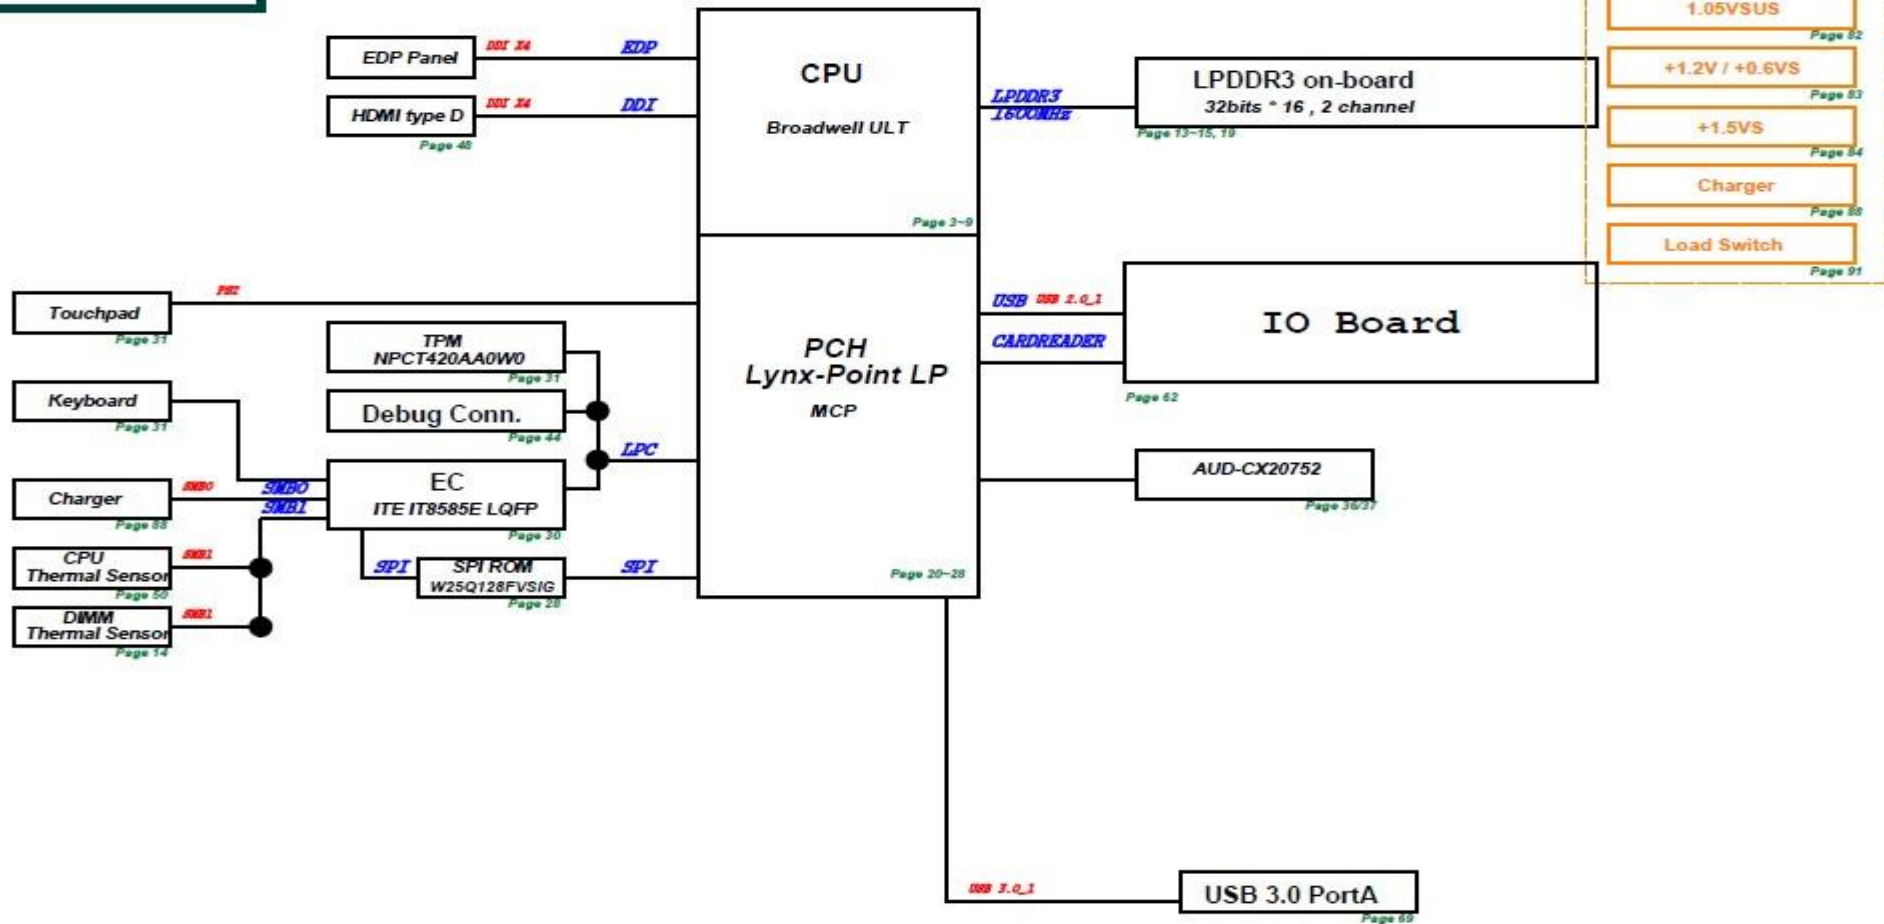 1.05VSUS
Page 82
EDP Panel
DDI X4
EDP
HDMI type D
DDI X4
DDI
Page 48
CPU
Broadwell ULT
Page 3~9
LPDDR3
1600MHz
LPDDR3 on-board
32bits * 16 , 2 channel
Page 13~15, 19
+1.2V / +0.6VS
Page 83
+1.5VS
Page 84
Charger
Page 88
Load Switch
Page 91
Touchpad
Page 31
TPM
NPCT420AA0W0
Page 31
Keyboard
Page 31
Debug Conn.
Page 44
LPC
PCH
Lynx-Point LP
MCP
Page 20~28
USB
USB 2.0_1
CARDREADER
IO Board
Page 62
Charger
Page 88
SMB0
SMB0
SMB1
EC
ITE IT8585E LQFP
Page 30
AUD-CX20752
Page 36/37
CPU
Thermal Sensor
Page 50
SMB1
SPI
SPI ROM
W25Q128FVSIG
Page 28
SPI
DIMM
Thermal Sensor
Page 14
SMB1
USB 3.0_1
USB 3.0 PortA
Page 69